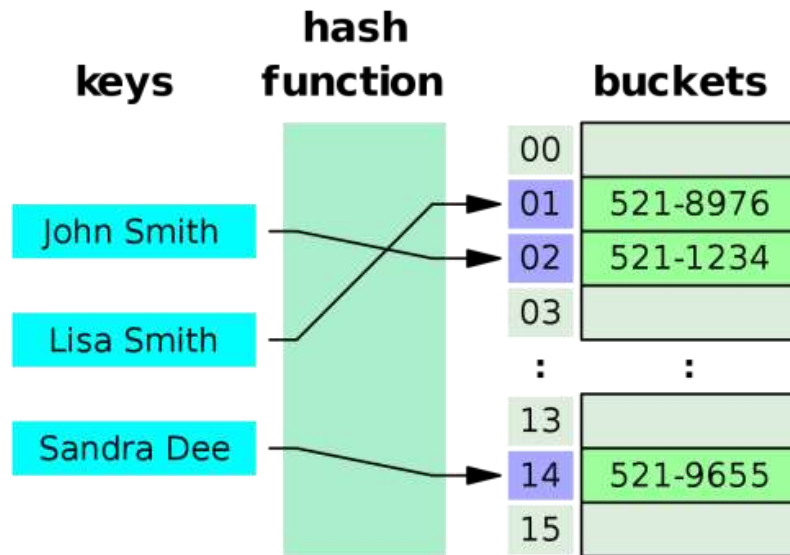 hash
keys function buckets
00
01 521-8976
John Smith
02 521-1234
03
Lisa Smith
: :
13
Sandra Dee
14 521-9655
15